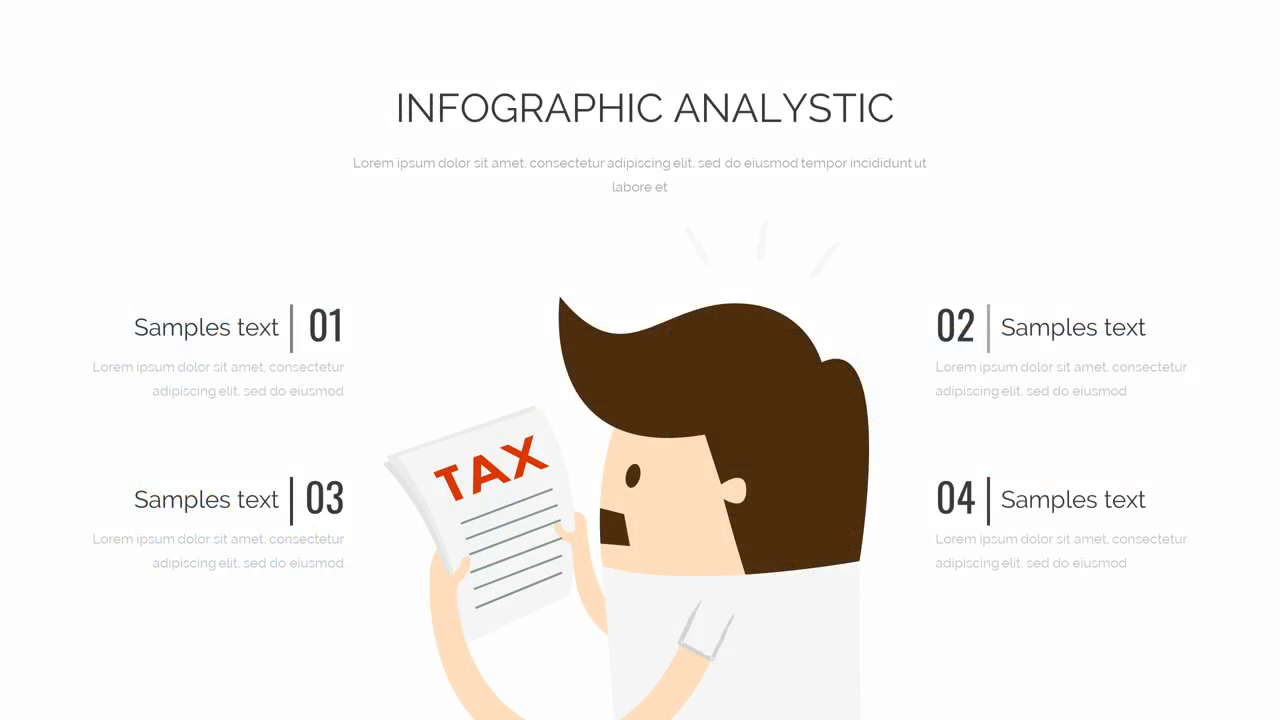 INFOGRAPHIC ANALYSTIC
Lorem ipsum dolor sit amet, consectetur adipiscing elit, sed do eiusmod tempor incididunt ut
labore et
Samples text 01
Lorem ipsum dolor sit amet, consectetur
adipiscing elit, sed do eiusmod
02 Samples text
Lorem ipsum dolor sit amet, consectetur
adipiscing elit, sed do eiusmod
TAX
Samples text 03
Lorem ipsum dolor sit amet, consectetur
adipiscing elit, sed do eiusmod
04 Samples text
Lorem ipsum dolor sit amet, consectetur
adipiscing elit, sed do eiusmod